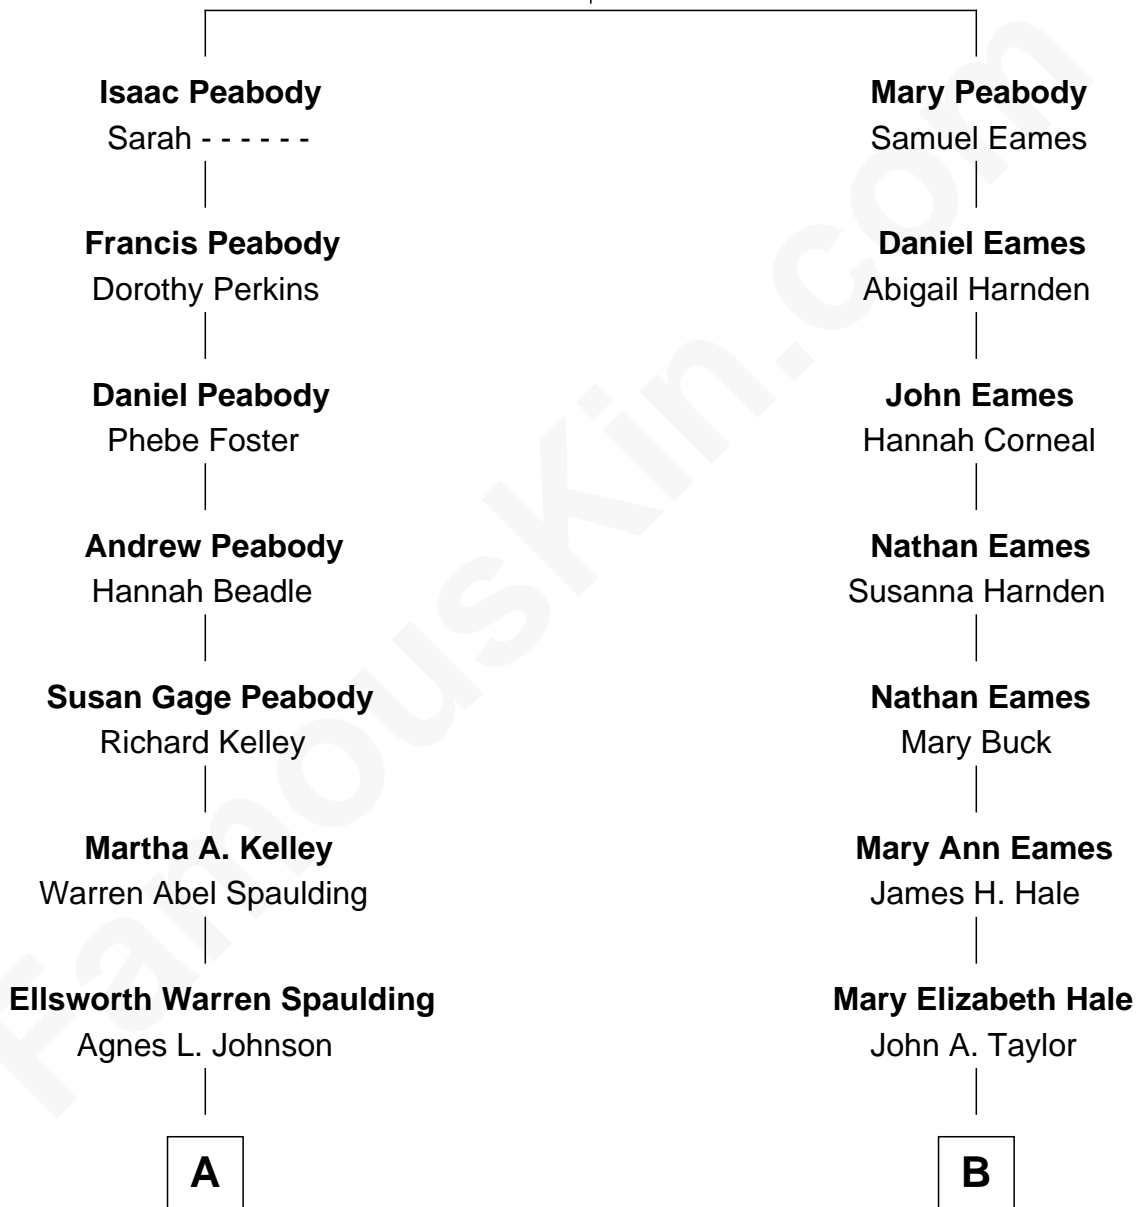 Isaac Peabody
Sarah - - - - - -
Francis Peabody
Dorothy Perkins
Daniel Peabody
Phebe Foster
Andrew Peabody
Hannah Beadle
Susan Gage Peabody
Richard Kelley
Martha A. Kelley
Warren Abel Spaulding
Ellsworth Warren Spaulding
Agnes L. Johnson
A
Mary Peabody
Samuel Eames
Daniel Eames
Abigail Harnden
John Eames
Hannah Corneal
Nathan Eames
Susanna Harnden
Nathan Eames
Mary Buck
Mary Ann Eames
James H. Hale
Mary Elizabeth Hale
John A. Taylor
B
FamousKin.com